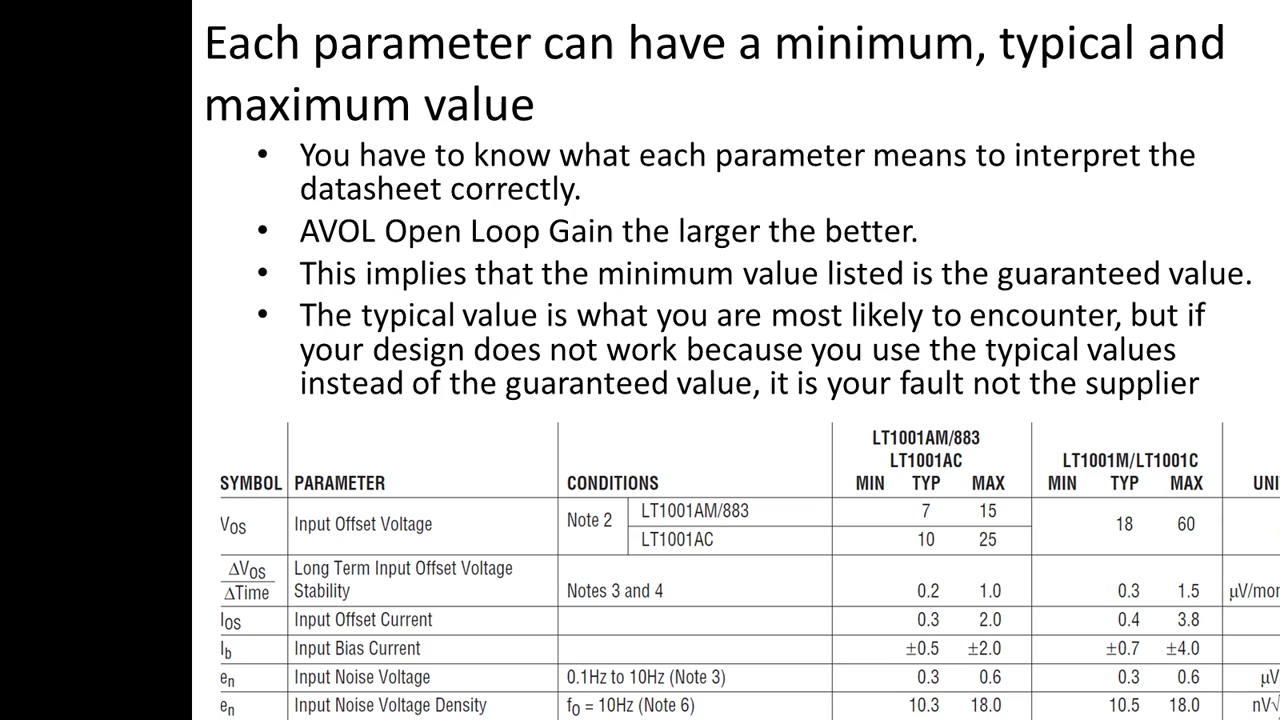 Each parameter can have a minimum, typical and
maximum value
• You have to know what each parameter means to interpret the
datasheet correctly.
• AVOL Open Loop Gain the larger the better.
• This implies that the minimum value listed is the guaranteed value.
• The typical value is what you are most likely to encounter, but if
your design does not work because you use the typical values
instead of the guaranteed value, it is your fault not the supplier
LT1001AM/883
LT1001AC LT1001M/LT1001C
SYMBOL PARAMETER CONDITIONS MIN TYP MAX MIN TYP MAX UNI
VOS Input Offset Voltage Note 2 LT1001AM/883 7 15 18 60
LT1001AC 10 25
ΔVOS Long Term Input Offset Voltage
ΔTime Stability Notes 3 and 4 0.2 1.0 0.3 1.5 μV/mon
IOS Input Offset Current 0.3 2.0 0.4 3.8
Ib Input Bias Current ±0.5 ±2.0 ±0.7 ±4.0
en Input Noise Voltage 0.1Hz to 10Hz (Note 3) 0.3 0.6 0.3 0.6 μV
en Input Noise Voltage Density fO = 10Hz (Note 6) 10.3 18.0 10.5 18.0 nV√